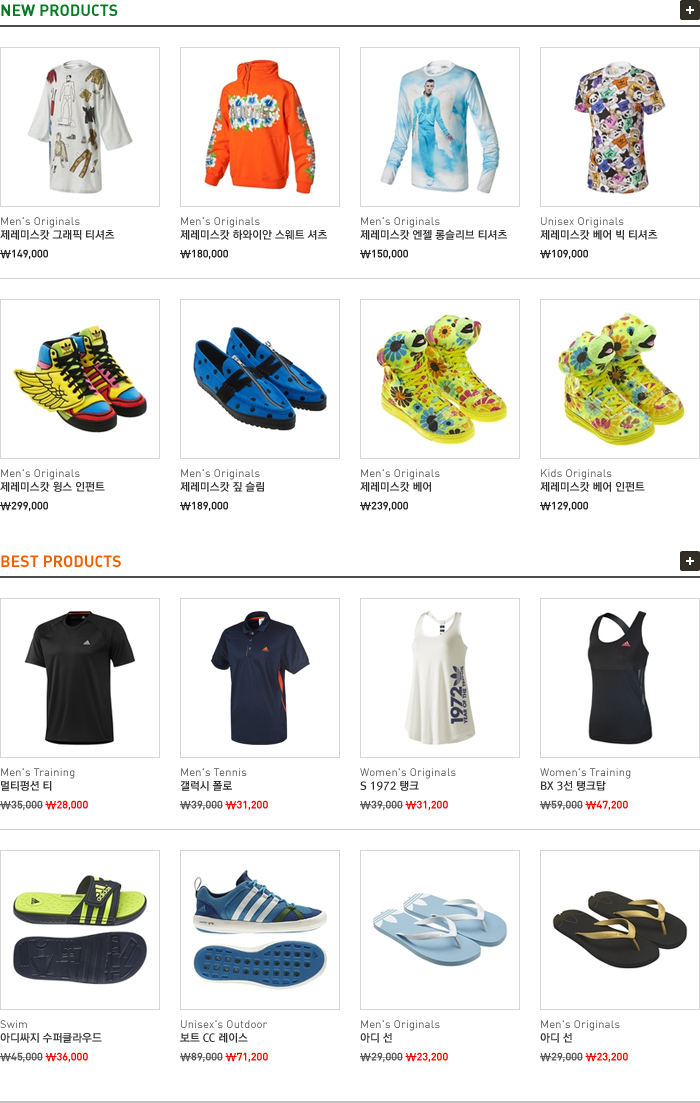 NEW PRODUCTS
Men's Originals
제레미스캇 그래픽 티셔츠
₩149,000
Men's Originals
제레미스캇 하와이안 스웨트 셔츠
₩180,000
Men's Originals
제레미스캇 엔젤 롱슬리브 티셔츠
₩150,000
Unisex Originals
제레미스캇 베어 빅 티셔츠
₩109,000
Men's Originals
제레미스캇 윙스 인펀트
₩299,000
Men's Originals
제레미스캇 짚 슬림
₩189,000
Men's Originals
제레미스캇 베어
₩239,000
Kids Originals
제레미스캇 베어 인펀트
₩129,000
BEST PRODUCTS
1972
YEAR OF THE TREFOIL
Men's Training
멀티펑션 티
₩35,000 ₩28,000
Men's Tennis
갤럭시 폴로
₩39,000 ₩31,200
Women's Originals
S 1972 탱크
₩39,000 ₩31,200
Women's Training
BX 3선 탱크탑
₩59,000 ₩47,200
adidas
Swim
아디싸지 수퍼클라우드
₩45,000 ₩36,000
Unisex's Outdoor
보트 CC 레이스
₩89,000 ₩71,200
Men's Originals
아디 선
₩29,000 ₩23,200
Men's Originals
아디 선
₩29,000 ₩23,200